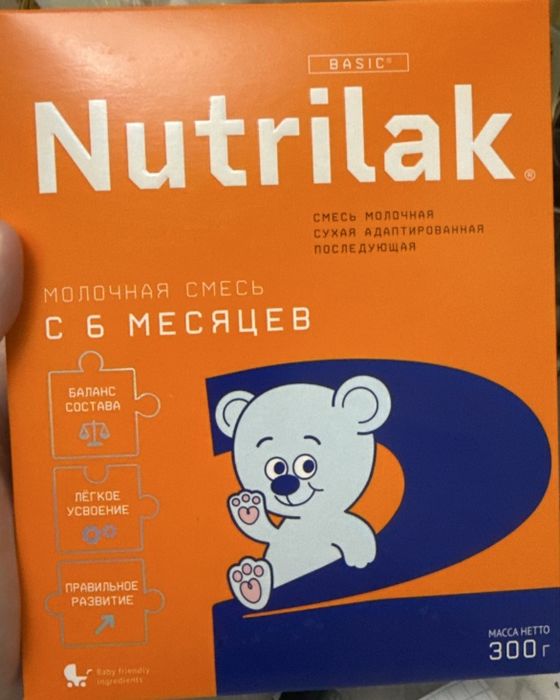 BASIC®
Nutrilak®
СМЕСЬ МОЛОЧНАЯ
СУХАЯ АДАПТИРОВАННАЯ
ПОСЛЕДУЮЩАЯ
МОЛОЧНАЯ СМЕСЬ
С 6 МЕСЯЦЕВ
БАЛАНС
СОСТАВА
ЛЁГКОЕ
УСВОЕНИЕ
ПРАВИЛЬНОЕ
РАЗВИТИЕ
2
Baby friendly
ingredients
МАССА НЕТТО
300 г